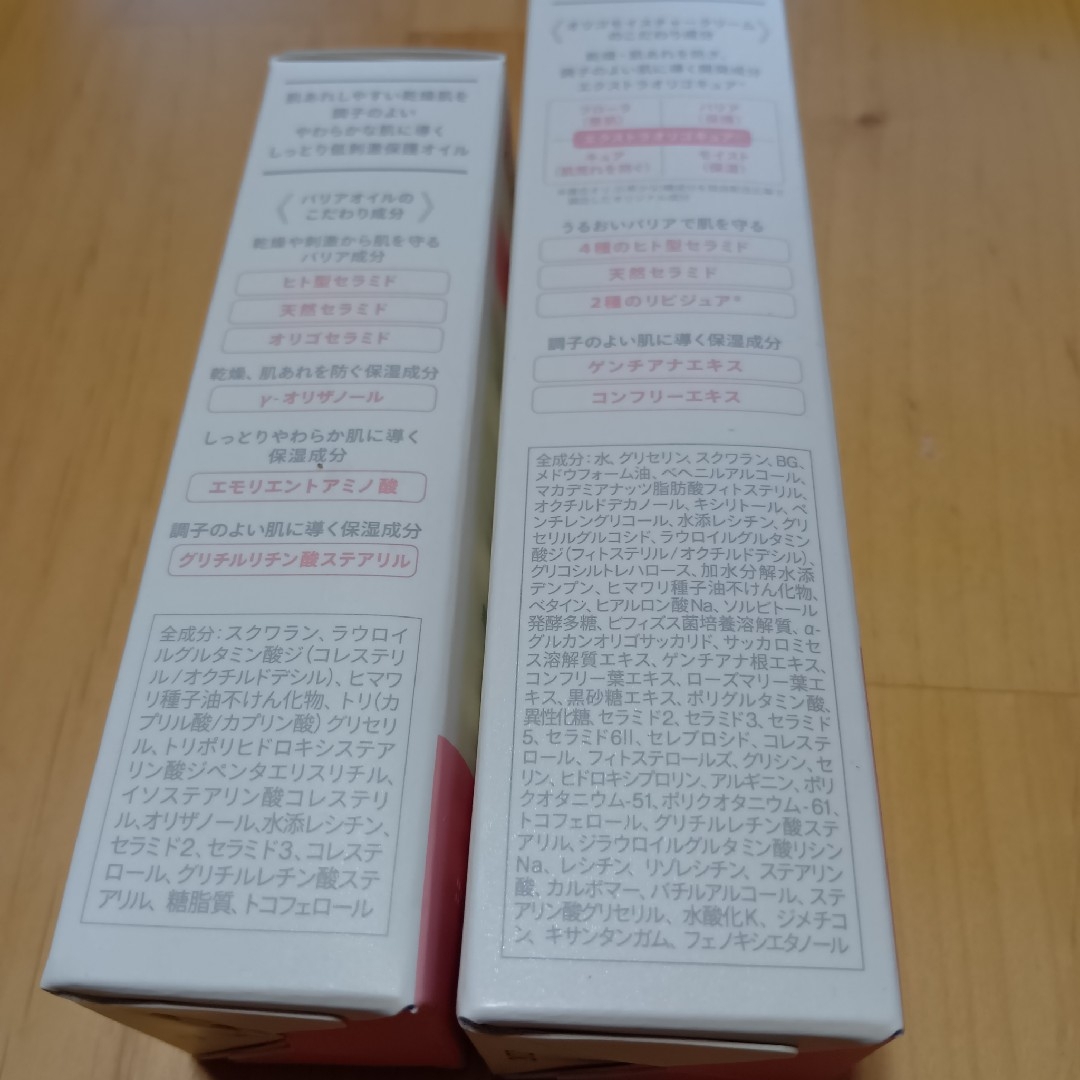 肌あれしやすい乾燥肌を
調子のよい
やわらかな肌に導く
しっとり低刺激保護オイル
バリアオイルの
こだわり成分
乾燥や刺激から肌を守る
バリア成分
ヒト型セラミド
天然セラミド
オリゴセラミド
乾燥、肌あれを防ぐ保湿成分
γ-オリザノール
しっとりやわらか肌に導く
保湿成分
エモリエントアミノ酸
調子のよい肌に導く保湿成分
グリチルリチン酸ステアリル
全成分：スクワラン、ラウロイ
ルグルタミン酸ジ（コレステリ
ル/オクチルドデシル）、ヒマワ
リ種子油不けん化物、トリ（カ
プリル酸/カプリン酸）グリセリ
ル、トリポリヒドロキシステア
リン酸ジペンタエリスリチル、
イソステアリン酸コレステリ
ル、オリザノール、水添レシチン、
セラミド2、セラミド3、コレステ
ロール、グリチルレチン酸ステ
アリル、糖脂質、トコフェロール
オリゴモイスチャークリーム
のこだわり成分
乾燥・肌あれを防ぎ、
調子のよい肌に導く開発成分
エクストラオリゴキュア
フローラ
バリア
エクストラオリゴキュア
キュア
（肌荒れを防ぐ）
モイスト
（保湿）
うるおいバリアで肌を守る
4種のヒト型セラミド
天然セラミド
2種のリピジュア®
調子のよい肌に導く保湿成分
ゲンチアナエキス
コンフリーエキス
全成分：水、グリセリン、スクワラン、BG、
メドウフォーム油、ベヘニルアルコール、
マカデミアナッツ脂肪酸フィトステリル、
オクチルドデカノール、キシリトール、ペ
ンチレングリコール、水添レシチン、グリ
セリルグルコシド、ラウロイルグルタミン
酸ジ（フィトステリル/オクチルドデシル）、
グリコシルトレハロース、加水分解水添
デンプン、ヒマワリ種子油不けん化物、
ベタイン、ヒアルロン酸Na、ソルビトール
発酵多糖、ビフィズス菌培養溶解質、α-
グルカンオリゴサッカリド、サッカロミセ
ス溶解質エキス、ゲンチアナ根エキス、
コンフリー葉エキス、ローズマリー葉エ
キス、黒砂糖エキス、ポリグルタミン酸、
異性化糖、セラミド2、セラミド3、セラミド
5、セラミド6II、セレブロシド、コレステ
ロール、フィトステロールズ、グリシン、セ
リン、ヒドロキシプロリン、アルギニン、ポリ
クオタニウム-51、ポリクオタニウム-61、
トコフェロール、グリチルレチン酸ステ
アリル、ジラウロイルグルタミン酸リシン
Na、レシチン、リゾレシチン、ステアリン
酸、カルボマー、バチルアルコール、ステ
アリン酸グリセリル、水酸化K、ジメチコ
ン、キサンタンガム、フェノキシエタノール